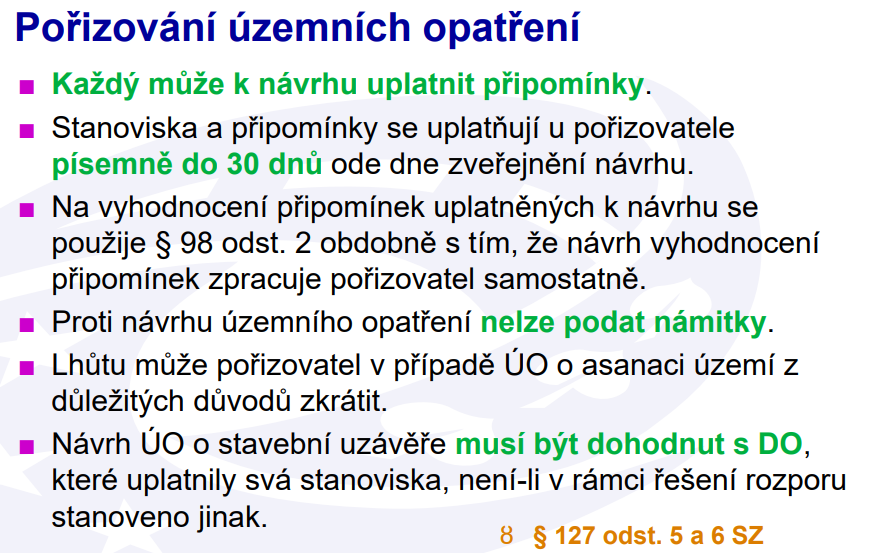 Pořizování územních opatření
■ Každý může k návrhu uplatnit připomínky.
■ Stanoviska a připomínky se uplatňují u pořizovatele
písemně do 30 dnů ode dne zveřejnění návrhu.
■ Na vyhodnocení připomínek uplatněných k návrhu se
použije § 98 odst. 2 obdobně s tím, že návrh vyhodnocení
připomínek zpracuje pořizovatel samostatně.
■ Proti návrhu územního opatření nelze podat námitky.
■ Lhůtu může pořizovatel v případě ÚO o asanaci území z
důležitých důvodů zkrátit.
■ Návrh ÚO o stavební uzávěře musí být dohodnut s DO,
které uplatnily svá stanoviska, není-li v rámci řešení rozporu
stanoveno jinak.
§ 127 odst. 5 a 6 SZ